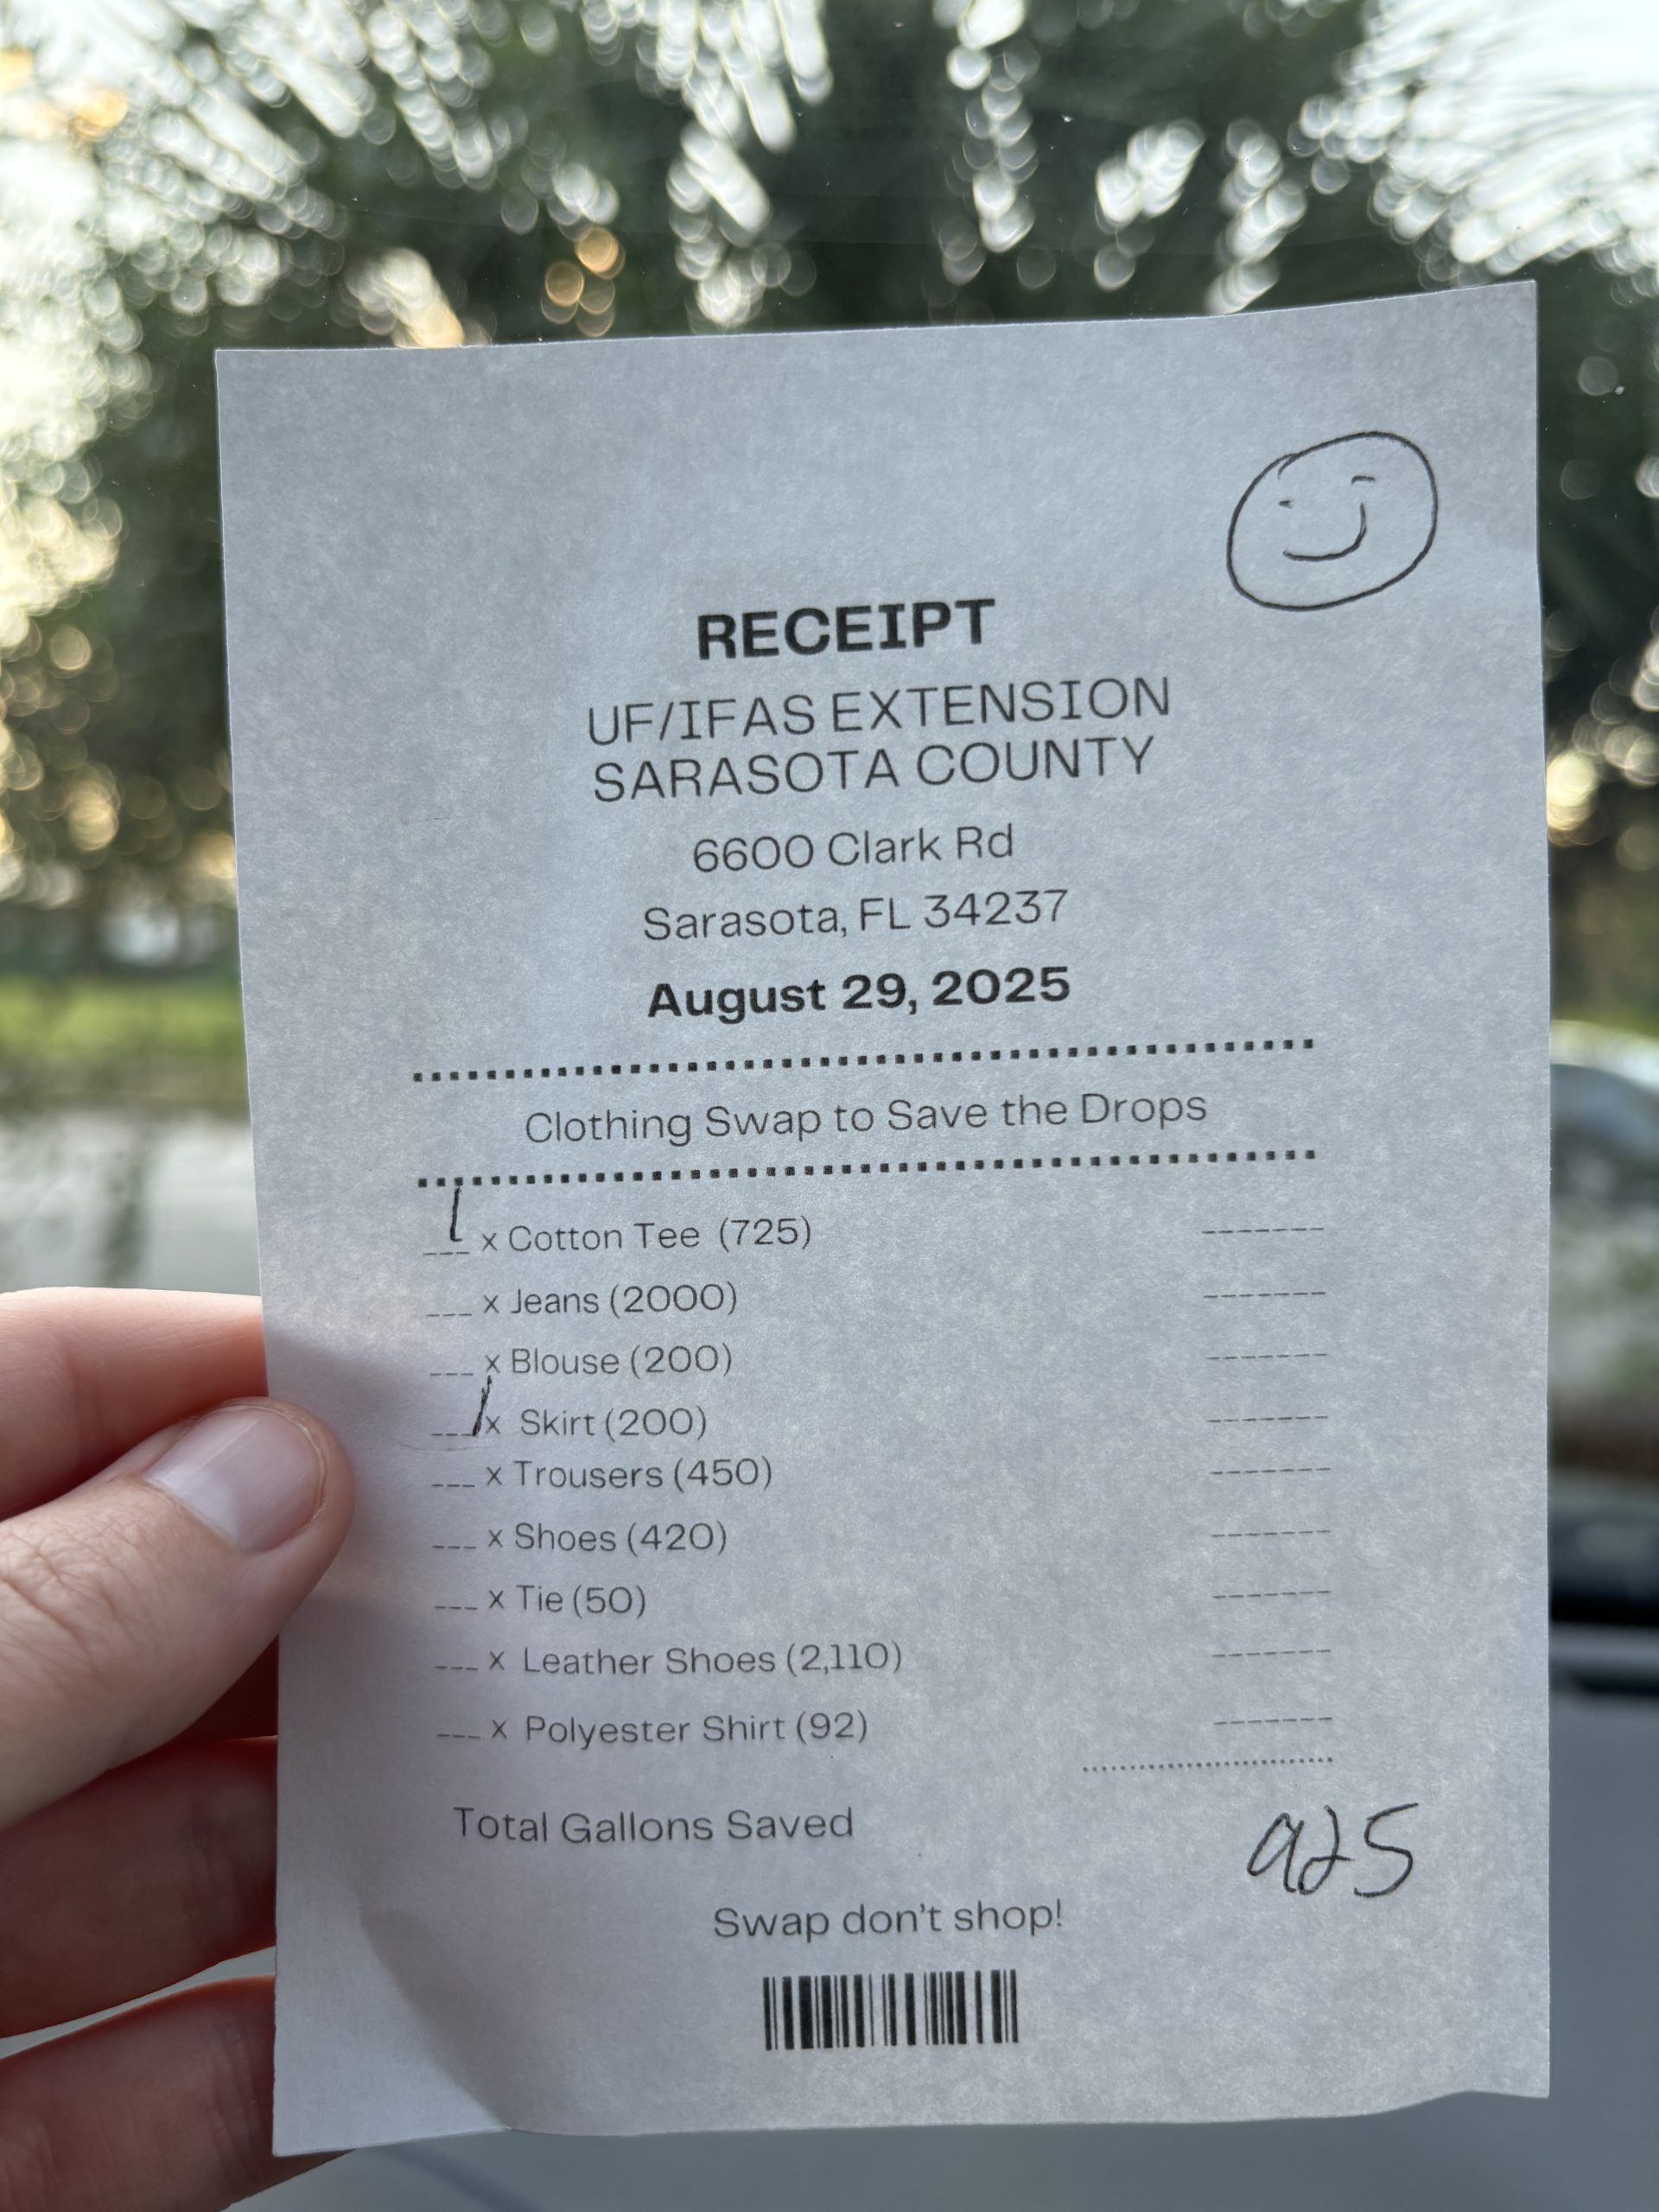 RECEIPT
UF/IFAS EXTENSION
SARASOTA COUNTY
6600 Clark Rd
Sarasota, FL 34237
August 29, 2025
Clothing Swap to Save the Drops
1 x Cotton Tee (725) -------
___ x Jeans (2000) -------
___ x Blouse (200) -------
1 x Skirt (200) -------
___ x Trousers (450) -------
___ x Shoes (420) -------
___ x Tie (50) -------
___ x Leather Shoes (2,110) -------
___ x Polyester Shirt (92) -------
Total Gallons Saved 925
Swap don't shop!